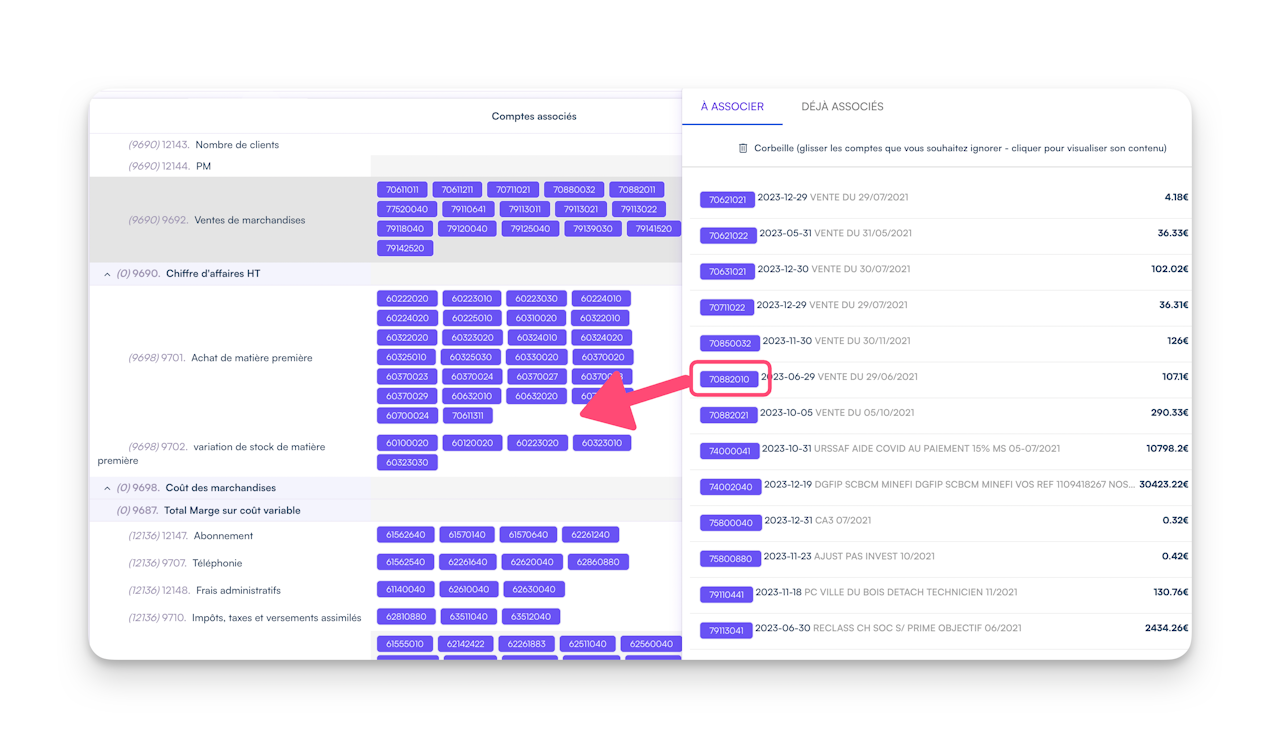 Comptes associés
(9690) 12143. Nombre de clients
(9690) 12144. PM
(9690) 9692. Ventes de marchandises
70611011 70611211 70711021 70880032 70882011
77520040 79110641 79113011 79113021 79113022
79118040 79120040 79125040 79139030 79141520
79142520
(0) 9690. Chiffre d'affaires HT
(9698) 9701. Achat de matière première
60222020 60223010 60223030 60224010
60224020 60225010 60310020 60322010
60322020 60323020 60324010 60324020
60325010 60325030 60330020 60370020
60370023 60370024 60370027
60370029 60632010 60632020
60700024 70611311
(9698) 9702. variation de stock de matière
première
60100020 60120020 60223020 60323010
60323030
(0) 9698. Coût des marchandises
(0) 9687. Total Marge sur coût variable
(12136) 12147. Abonnement
61562640 61570140 61570640 62261240
(12136) 9707. Téléphonie
61562540 62261640 62620040 62860880
(12136) 12148. Frais administratifs
61140040 62610040 62630040
(12136) 9710. Impôts, taxes et versements assimilés
62810880 63511040 63512040
61555010 62142422 62261883 62511040 62560040
À ASSOCIER DÉJÀ ASSOCIÉS
Corbeille (glisser les comptes que vous souhaitez ignorer - cliquer pour visualiser son contenu)
70621021 2023-12-29 VENTE DU 29/07/2021 4.18€
70621022 2023-05-31 VENTE DU 31/05/2021 36.33€
70631021 2023-12-30 VENTE DU 30/07/2021 102.02€
70711022 2023-12-29 VENTE DU 29/07/2021 36.31€
70850032 2023-11-30 VENTE DU 30/11/2021 126€
70882010 2023-06-29 VENTE DU 29/06/2021 107.1€
70882021 2023-10-05 VENTE DU 05/10/2021 290.33€
74000041 2023-10-31 URSSAF AIDE COVID AU PAIEMENT 15% MS 05-07/2021 10798.2€
74002040 2023-12-19 DGFIP SCBCM MINEFI DGFIP SCBCM MINEFI VOS REF 1109418267 NOS... 30423.22€
75800040 2023-12-31 CA3 07/2021 0.32€
75800880 2023-11-23 AJUST PAS INVEST 10/2021 0.42€
79110441 2023-11-18 PC VILLE DU BOIS DETACH TECHNICIEN 11/2021 130.76€
79113041 2023-06-30 RECLASS CH SOC S/ PRIME OBJECTIF 06/2021 2434.26€